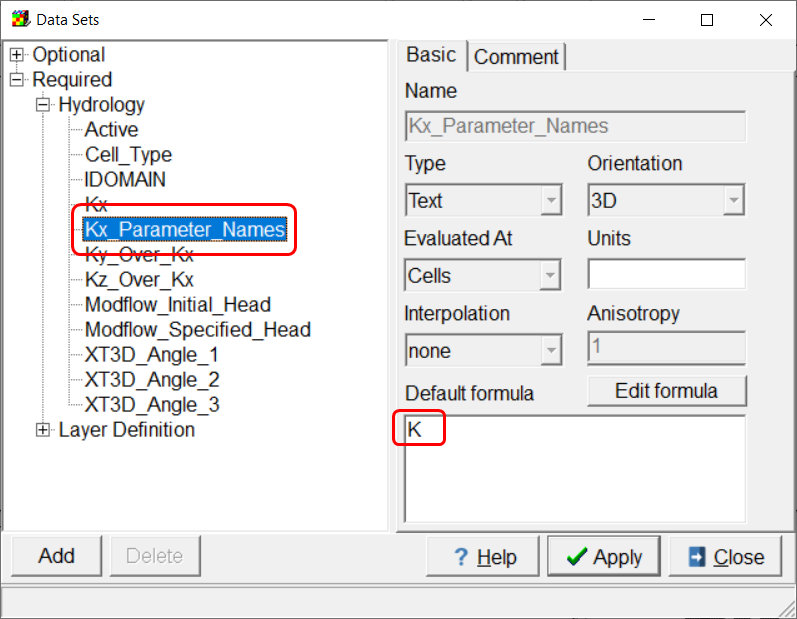 Data Sets
Optional
Required
Hydrology
Active
Cell_Type
IDOMAIN
Kx
Kx_Parameter_Names
Ky_Over_Kx
Kz_Over_Kx
Modflow_Initial_Head
Modflow_Specified_Head
XT3D_Angle_1
XT3D_Angle_2
XT3D_Angle_3
Layer Definition
Basic Comment
Name
Kx_Parameter_Names
Type Orientation
Text 3D
Evaluated At Units
Cells
Interpolation Anisotropy
none 1
Default formula Edit formula
K
Add Delete ? Help Apply Close